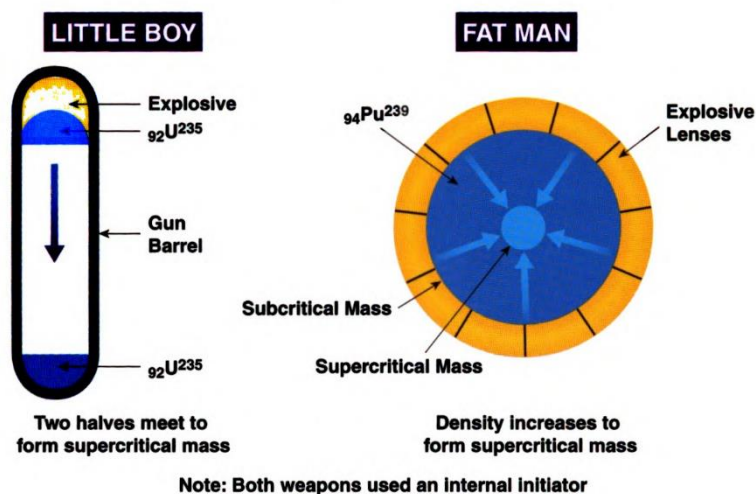 LITTLE BOY
Explosive
₉₂U²³⁵
Gun
Barrel
₉₂U²³⁵
Two halves meet to
form supercritical mass
FAT MAN
₉₄Pu²³⁹
Explosive
Lenses
Subcritical Mass
Supercritical Mass
Density increases to
form supercritical mass
Note: Both weapons used an internal initiator